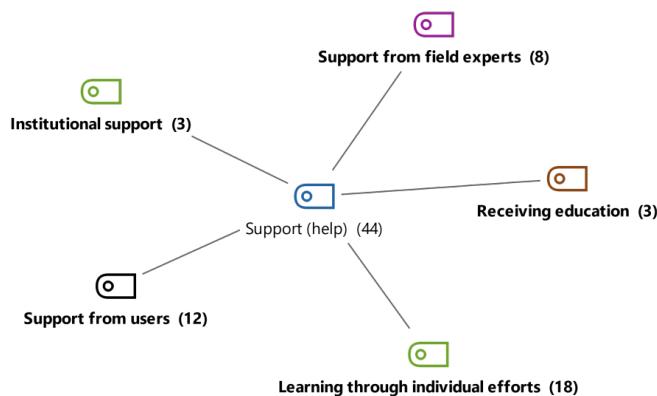 Support from field experts (8)
Institutional support (3)
Receiving education (3)
Support (help) (44)
Support from users (12)
Learning through individual efforts (18)